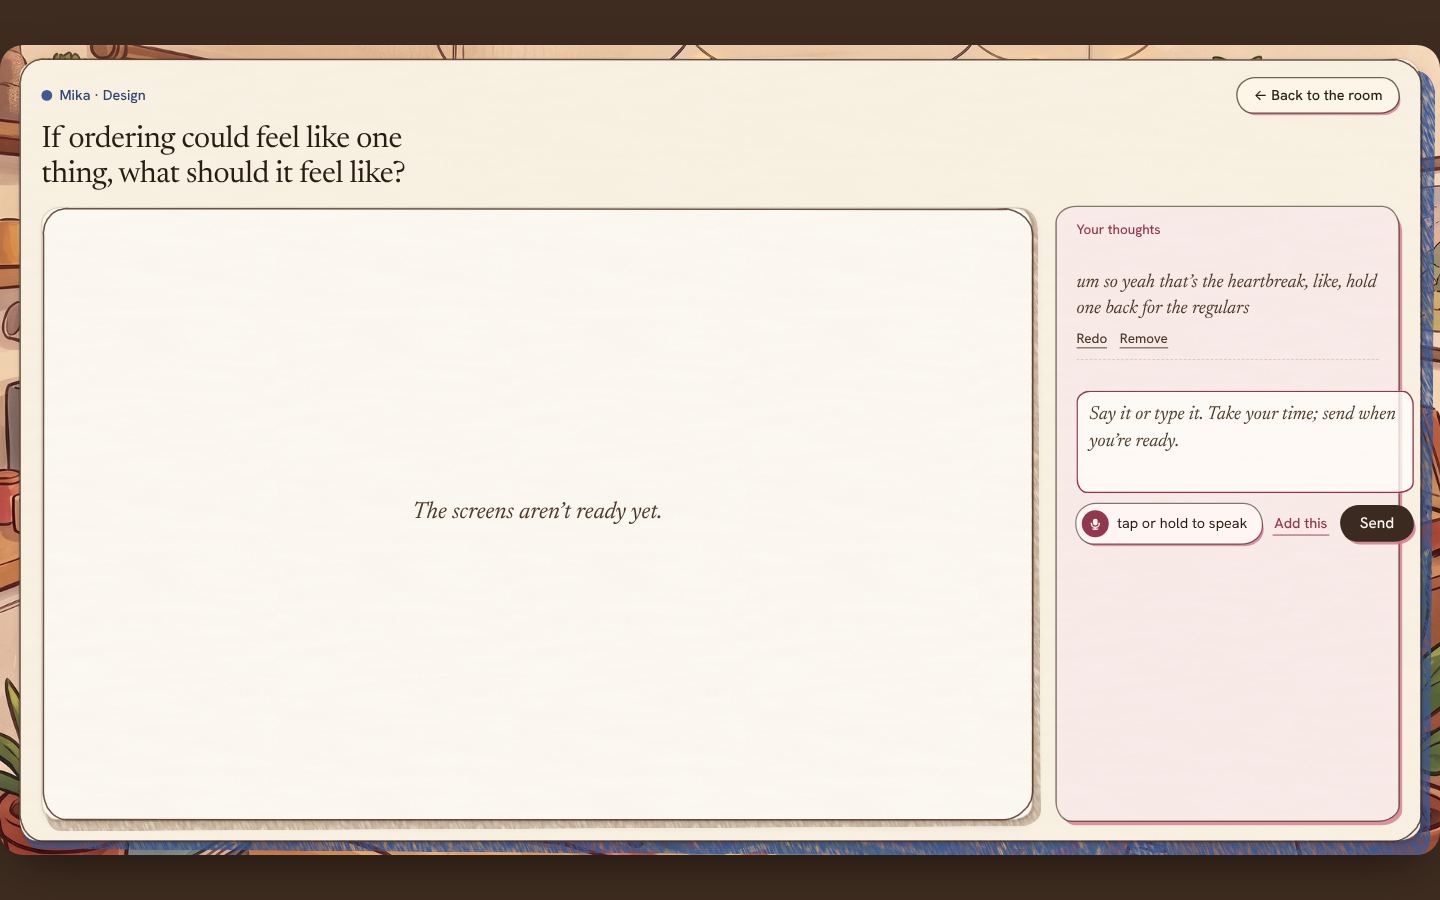 Mika · Design
← Back to the room
If ordering could feel like one
thing, what should it feel like?
The screens aren’t ready yet.
Your thoughts
um so yeah that’s the heartbreak, like, hold
one back for the regulars
Redo Remove
Say it or type it. Take your time; send when
you’re ready.
tap or hold to speak Add this Send